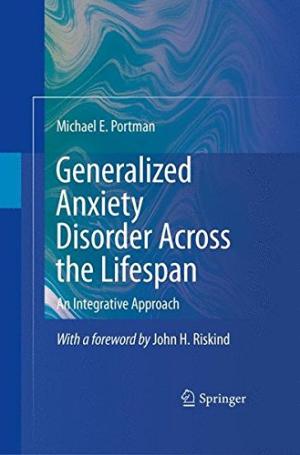 Michael E. Portman
Generalized
Anxiety
Disorder Across
the Lifespan
An Integrative Approach
With a foreword by John H. Riskind
Springer